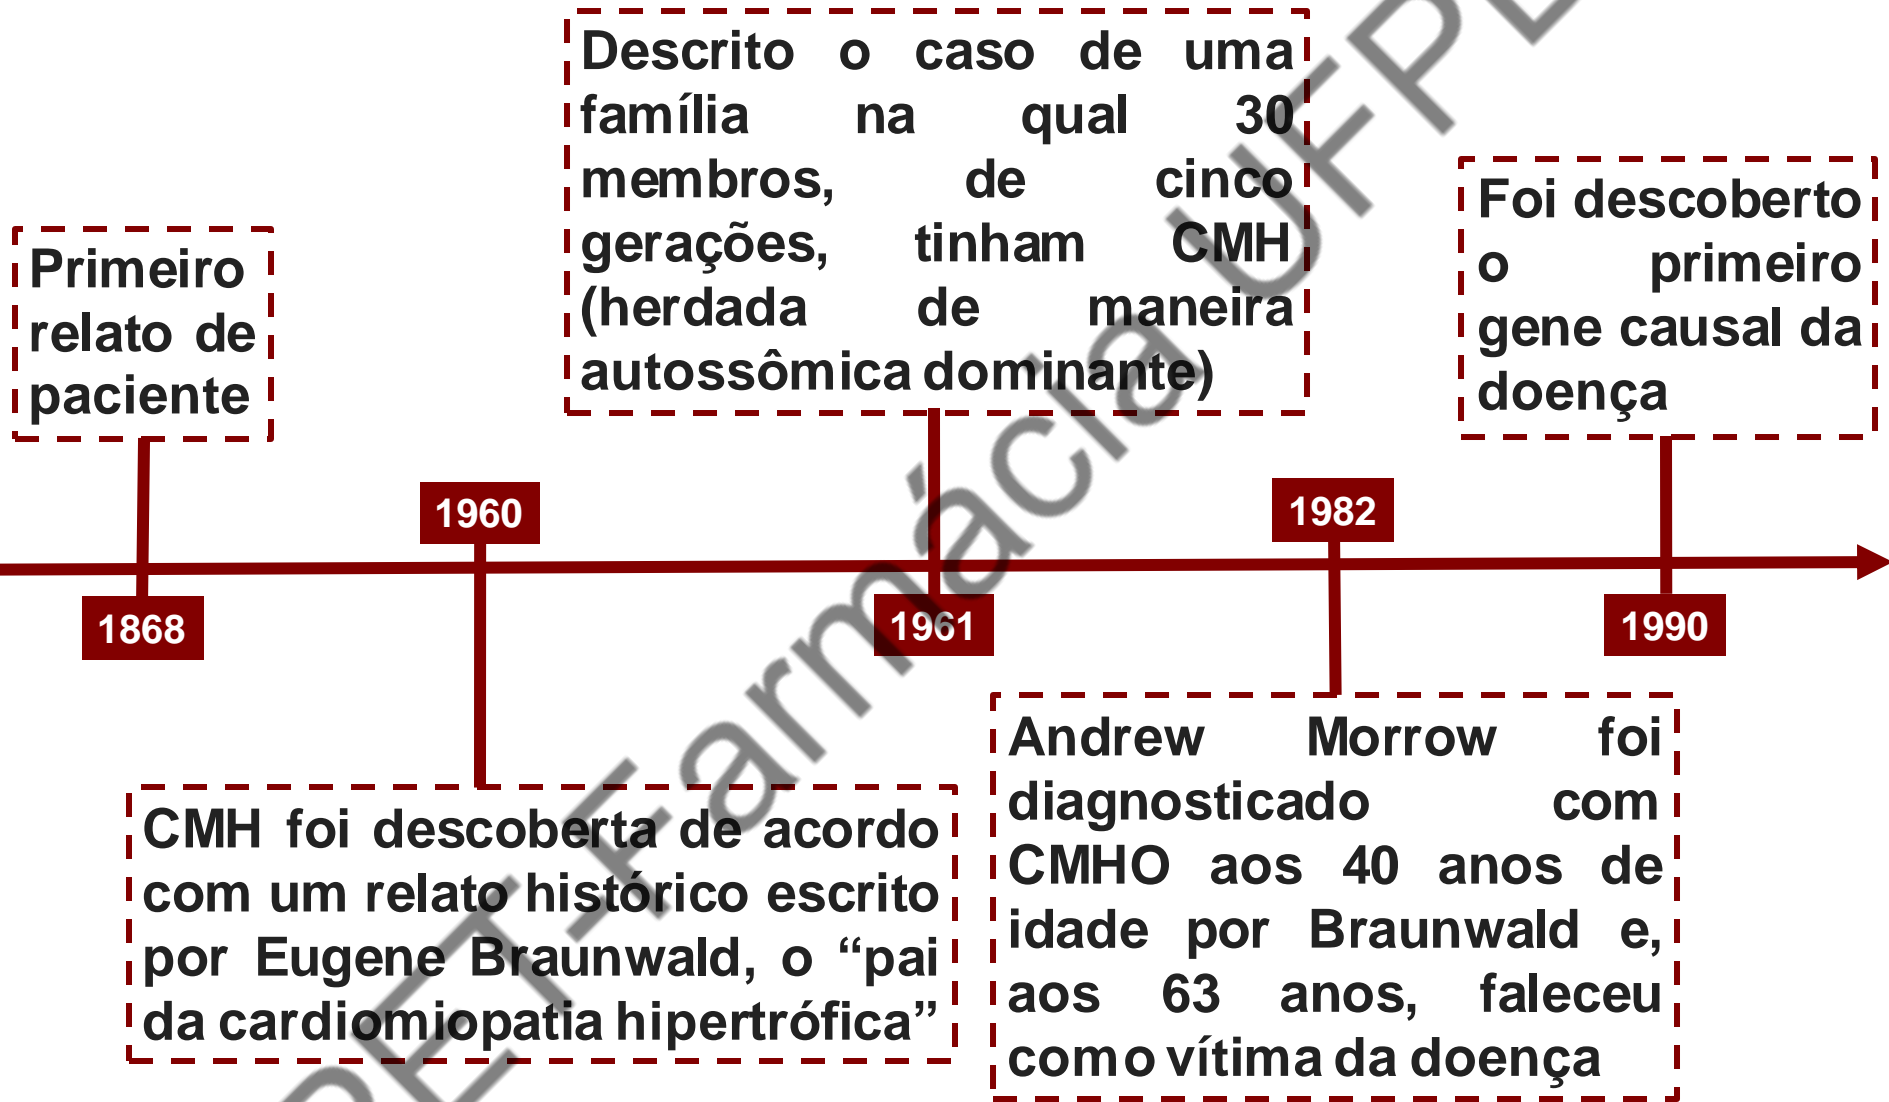 Primeiro
relato de
paciente
1868
1960
CMH foi descoberta de acordo
com um relato histórico escrito
por Eugene Braunwald, o “pai
da cardiomiopatia hipertrófica”
Descrito o caso de uma
família na qual 30
membros, de cinco
gerações, tinham CMH
(herdada de maneira
autossômica dominante)
1961
1982
Andrew Morrow foi
diagnosticado com
CMHO aos 40 anos de
idade por Braunwald e,
aos 63 anos, faleceu
como vítima da doença
Foi descoberto
o primeiro
gene causal da
doença
1990
PET-Farmácia UFPE